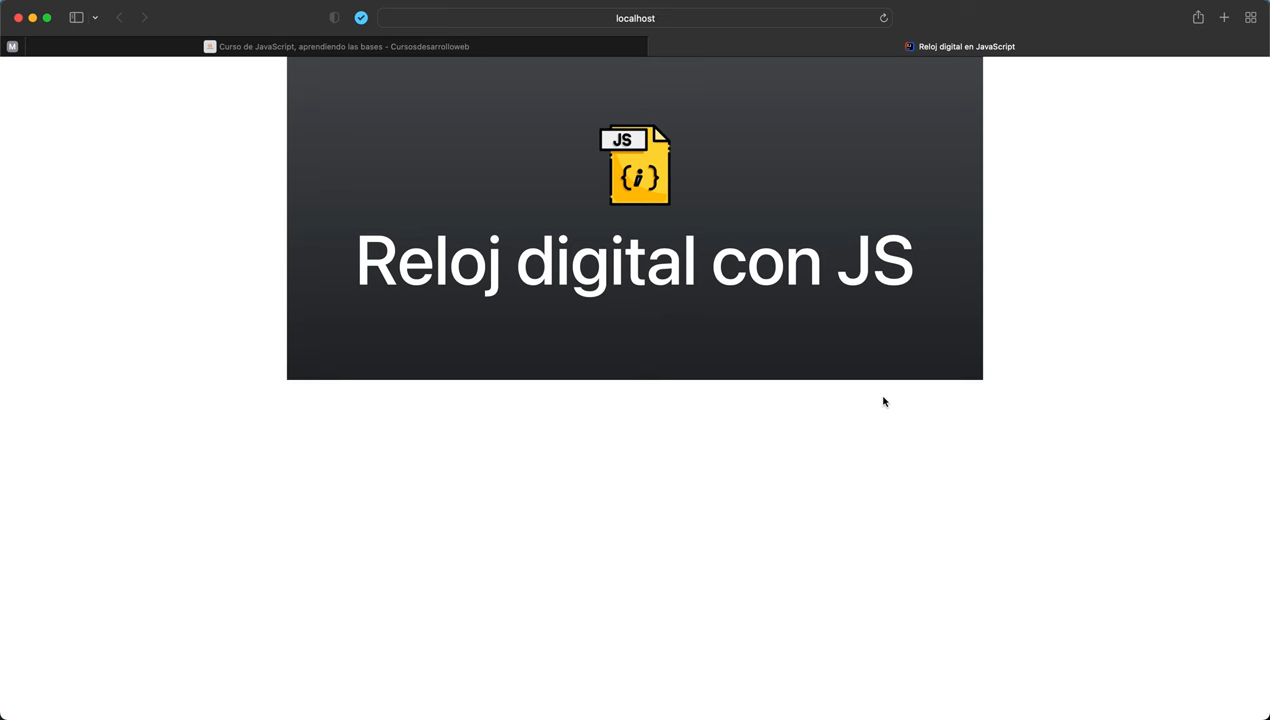 localhost
M
Curso de JavaScript, aprendiendo las bases - Cursosdesarrolloweb
Reloj digital en JavaScript
JS
{i}
Reloj digital con JS